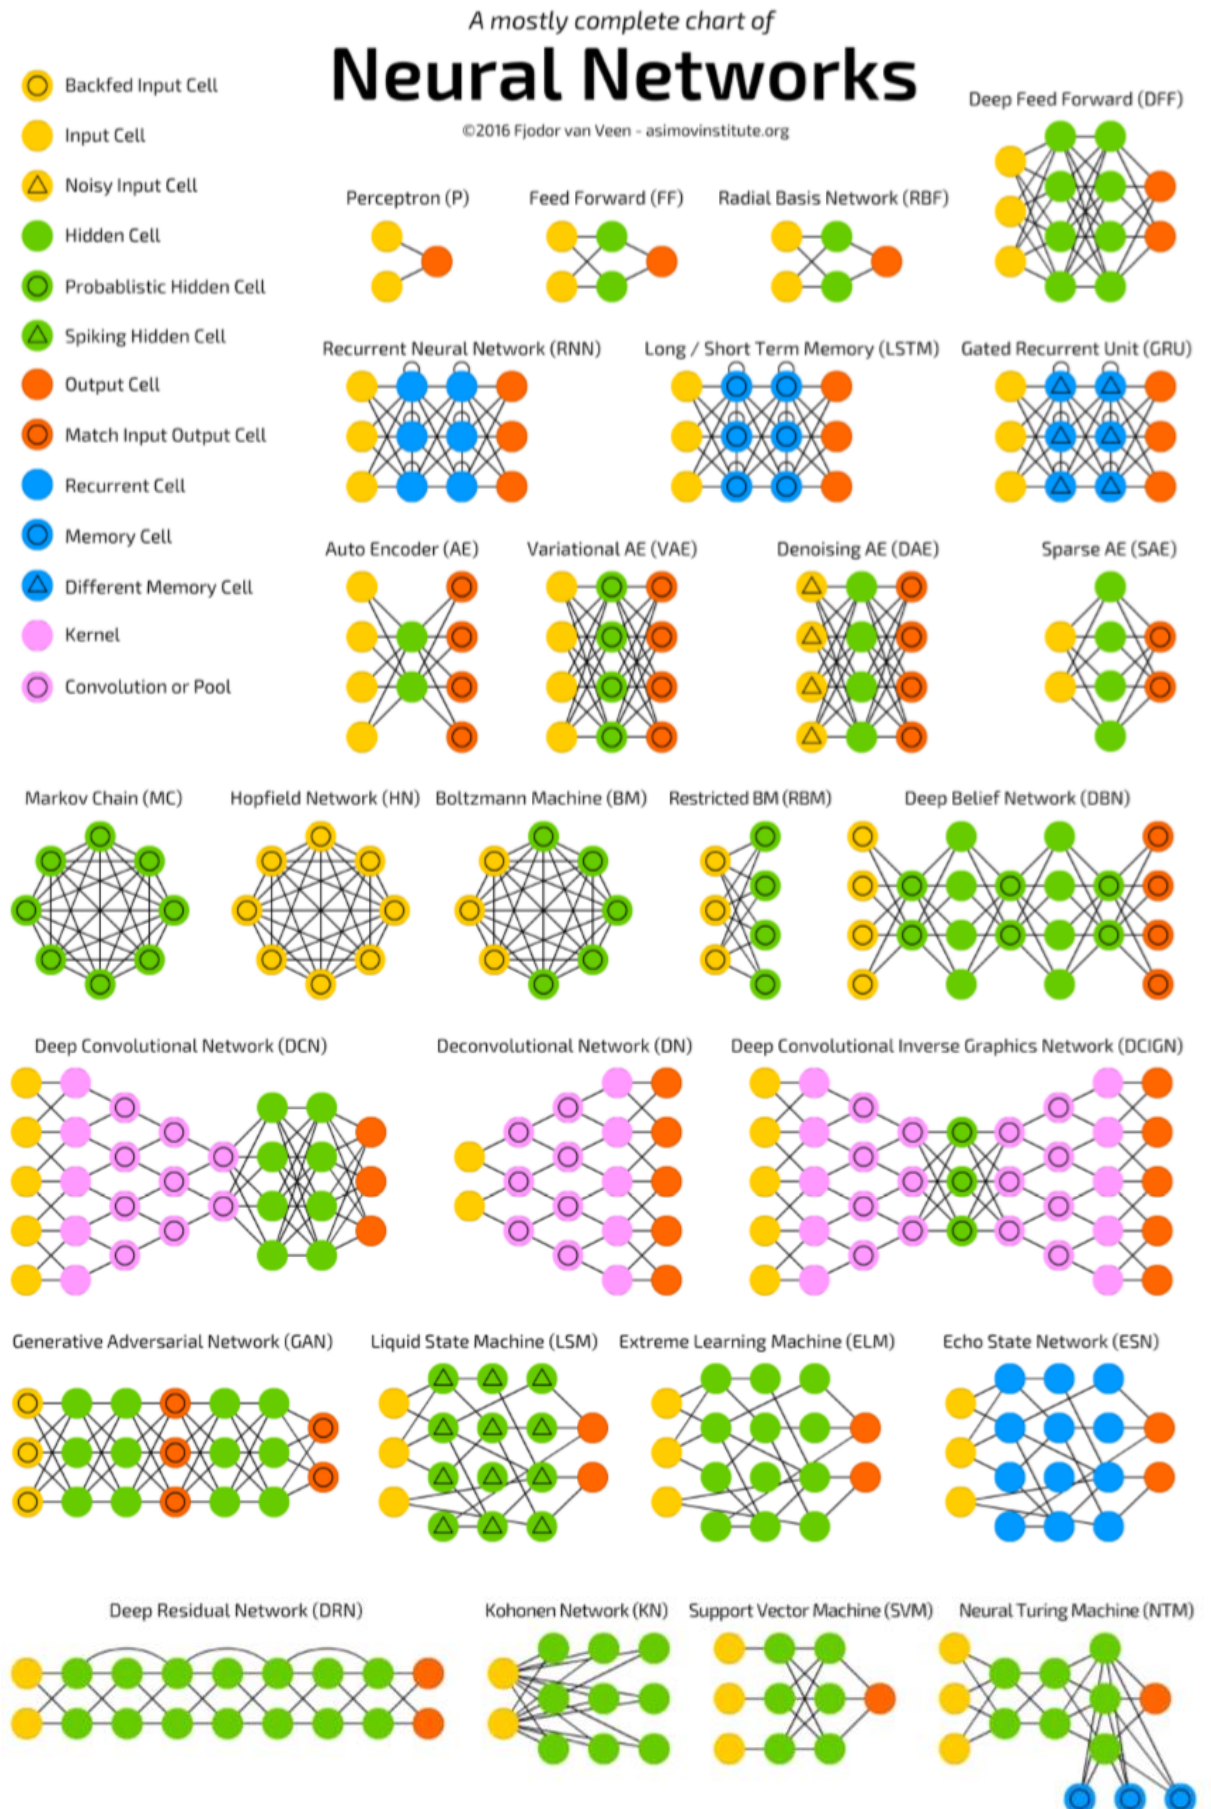 A mostly complete chart of
Neural Networks
©2016 Fjodor van Veen - asimovinstitute.org
Backfed Input Cell
Input Cell
Noisy Input Cell
Hidden Cell
Probablistic Hidden Cell
Spiking Hidden Cell
Output Cell
Match Input Output Cell
Recurrent Cell
Memory Cell
Different Memory Cell
Kernel
Convolution or Pool
Deep Feed Forward (DFF)
Perceptron (P)
Feed Forward (FF)
Radial Basis Network (RBF)
Recurrent Neural Network (RNN)
Long / Short Term Memory (LSTM)
Gated Recurrent Unit (GRU)
Auto Encoder (AE)
Variational AE (VAE)
Denoising AE (DAE)
Sparse AE (SAE)
Markov Chain (MC)
Hopfield Network (HN)
Boltzmann Machine (BM)
Restricted BM (RBM)
Deep Belief Network (DBN)
Deep Convolutional Network (DCN)
Deconvolutional Network (DN)
Deep Convolutional Inverse Graphics Network (DCIGN)
Generative Adversarial Network (GAN)
Liquid State Machine (LSM)
Extreme Learning Machine (ELM)
Echo State Network (ESN)
Deep Residual Network (DRN)
Kohonen Network (KN)
Support Vector Machine (SVM)
Neural Turing Machine (NTM)